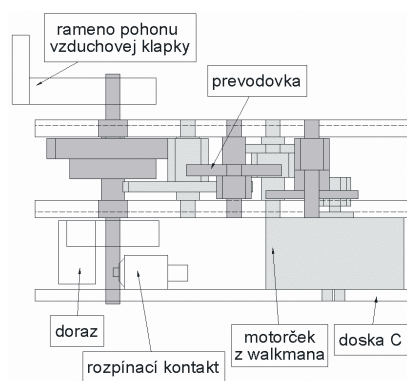 rameno pohonu
vzduchovej klapky
prevodovka
doraz
rozpínací kontakt
motorček
z walkmana
doska C